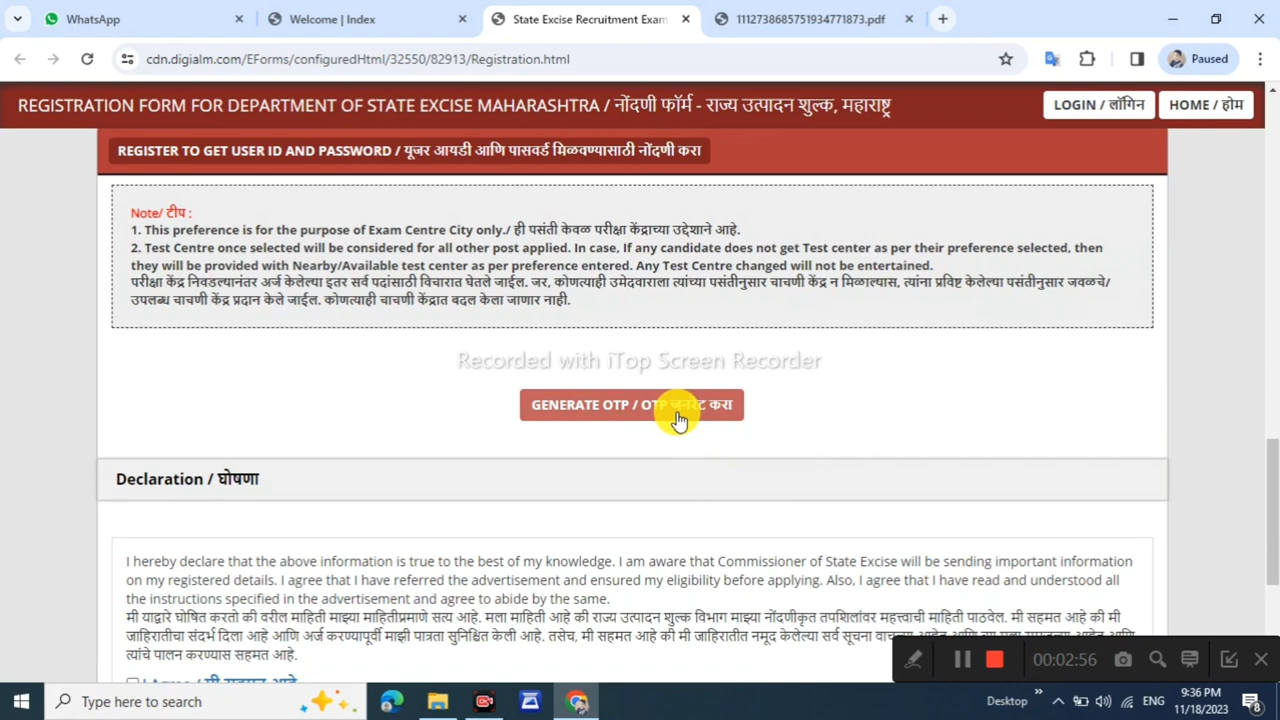 WhatsApp
Welcome | Index
State Excise Recruitment Exam
111273868575193477​1873.pdf
cdn.digialm.com/EForms/configuredHtml/32550/82913/Registration.html
Paused
REGISTRATION FORM FOR DEPARTMENT OF STATE EXCISE MAHARASHTRA / नोंदणी फॉर्म - राज्य उत्पादन शुल्क, महाराष्ट्र
LOGIN / लॉगिन
HOME / होम
REGISTER TO GET USER ID AND PASSWORD / यूजर आयडी आणि पासवर्ड मिळवण्यासाठी नोंदणी करा
Note/ टीप :
1. This preference is for the purpose of Exam Centre City only./ ही पसंती केवळ परीक्षा केंद्राच्या उद्देशाने आहे.
2. Test Centre once selected will be considered for all other post applied. In case, If any candidate does not get Test center as per their preference selected, then
they will be provided with Nearby/Available test center as per preference entered. Any Test Centre changed will not be entertained.
परीक्षा केंद्र निवडल्यानंतर अर्ज केलेल्या इतर सर्व पदांसाठी विचारात घेतले जाईल. जर, कोणत्याही उमेदवाराला त्यांच्या पसंतीनुसार चाचणी केंद्र न मिळाल्यास, त्यांना प्रविष्ट केलेल्या पसंतीनुसार जवळचे/
उपलब्ध चाचणी केंद्र प्रदान केले जाईल. कोणत्याही चाचणी केंद्रात बदल केला जाणार नाही.
Recorded with iTop Screen Recorder
GENERATE OTP / OTP जनरेट करा
Declaration / घोषणा
I hereby declare that the above information is true to the best of my knowledge. I am aware that Commissioner of State Excise will be sending important information
on my registered details. I agree that I have referred the advertisement and ensured my eligibility before applying. Also, I agree that I have read and understood all
the instructions specified in the advertisement and agree to abide by the same.
मी याद्वारे घोषित करतो की वरील माहिती माझ्या माहितीप्रमाणे सत्य आहे. मला माहिती आहे की राज्य उत्पादन शुल्क विभाग माझ्या नोंदणीकृत तपशिलांवर महत्त्वाची माहिती पाठवेल. मी सहमत आहे की मी
जाहिरातीचा संदर्भ दिला आहे आणि अर्ज करण्यापूर्वी माझी पात्रता सुनिश्चित केली आहे. तसेच, मी सहमत आहे की मी जाहिरातीत नमूद केलेल्या सर्व सूचना
त्यांचे पालन करण्यास सहमत आहे.
I Agree / मी सहमत आहे
00:02:56
Type here to search
Desktop
ENG
9:36 PM
11/18/2023
8